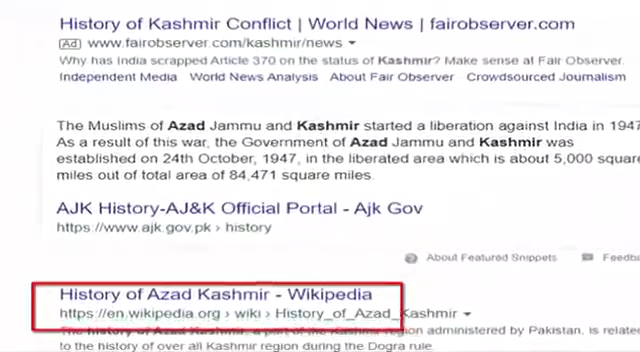 History of Kashmir Conflict | World News | fairobserver.com
Ad www.fairobserver.com/kashmir/news
Why has India scrapped Article 370 on the status of Kashmir? Make sense at Fair Observer.
Independent Media World News Analysis About Fair Observer Crowdsourced Journalism
The Muslims of Azad Jammu and Kashmir started a liberation against India in 1947
As a result of this war, the Government of Azad Jammu and Kashmir was
established on 24th October, 1947, in the liberated area which is about 5,000 square
miles out of total area of 84,471 square miles.
AJK History-AJ&K Official Portal - Ajk Gov
https://www.ajk.gov.pk › history
About Featured Snippets Feedba
History of Azad Kashmir - Wikipedia
https://en.wikipedia.org › wiki › History_of_Azad_Kashmir
The history of Azad Kashmir, a part of the Kashmir region administered by Pakistan, is relate
to the history of over all Kashmir region during the Dogra rule.